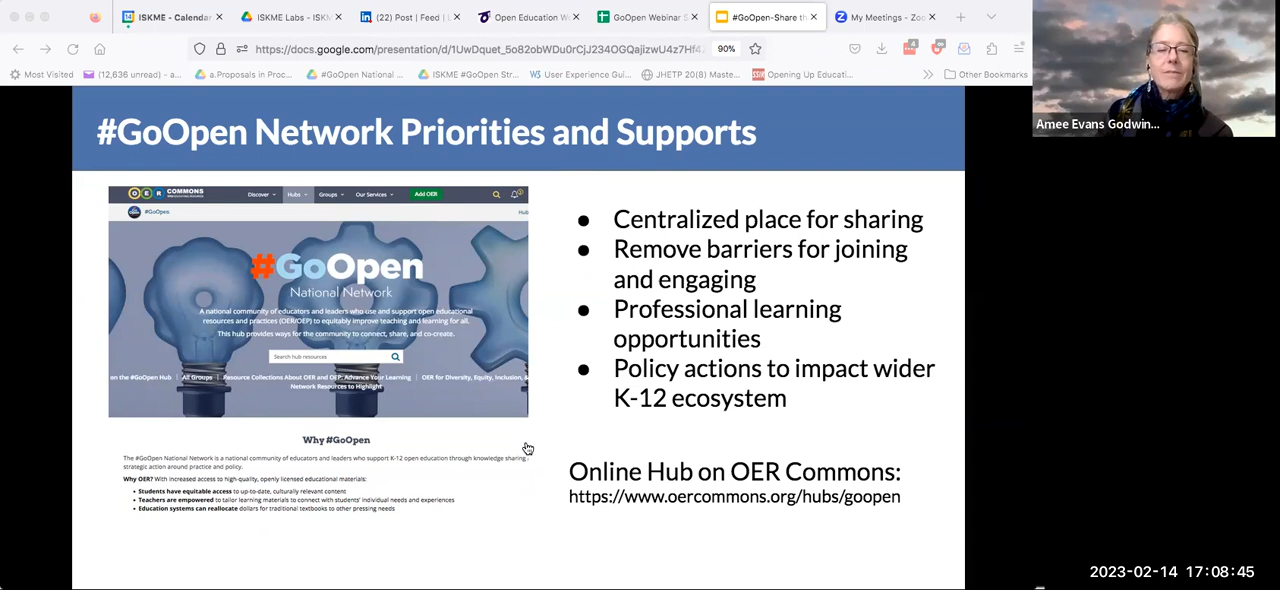 ISKME - Calendar
ISKME Labs - ISKM
(22) Post | Feed | L
Open Education We
GoOpen Webinar S
#GoOpen-Share th
My Meetings - Zoo
https://docs.google.com/presentation/d/1UwDquet_5o82obWDu0rCjJ234OGQajizwU4z7Hf4
90%
Most Visited
(12,636 unread) - a...
a.Proposals in Proc...
#GoOpen National ...
ISKME #GoOpen Str...
User Experience Gui...
JHETP 20(8) Maste...
SSIR
Opening Up Educati...
Other Bookmarks
Amee Evans Godwin...
#GoOpen Network Priorities and Supports
OER COMMONS
Discover
Hubs
Groups
Our Services
Add OER
#GoOpen
Hub
#GoOpen
National Network
A national community of educators and leaders who use and support open educational
resources and practices (OER/OEP) to equitably improve teaching and learning for all.
This hub provides ways for the community to connect, share, and co-create.
Search hub resources
on the #GoOpen Hub | All Groups | Resource Collections About OER and OEP: Advance Your Learning | OER for Diversity, Equity, Inclusion, &
Network Resources to Highlight
Why #GoOpen
The #GoOpen National Network is a national community of educators and leaders who support K-12 open education through knowledge sharing
strategic action around practice and policy.
Why OER? With increased access to high-quality, openly licensed educational materials:
• Students have equitable access to up-to-date, culturally relevant content
• Teachers are empowered to tailor learning materials to connect with students' individual needs and experiences
• Education systems can reallocate dollars for traditional textbooks to other pressing needs
● Centralized place for sharing
● Remove barriers for joining
and engaging
● Professional learning
opportunities
● Policy actions to impact wider
K-12 ecosystem
Online Hub on OER Commons:
https://www.oercommons.org/hubs/goopen
2023-02-14 17:08:45